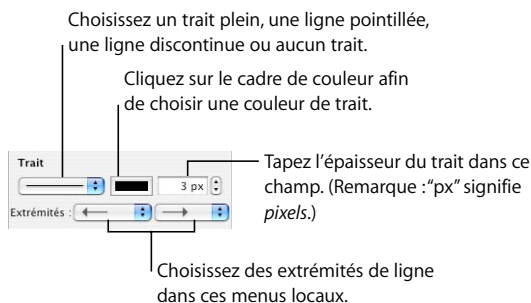 Choisissez un trait plein, une ligne pointillée,
une ligne discontinue ou aucun trait.
Cliquez sur le cadre de couleur afin
de choisir une couleur de trait.
Trait
3 px
Extrémités :
Tapez l’épaisseur du trait dans ce
champ. (Remarque :“px” signifie
pixels.)
Choisissez des extrémités de ligne
dans ces menus locaux.